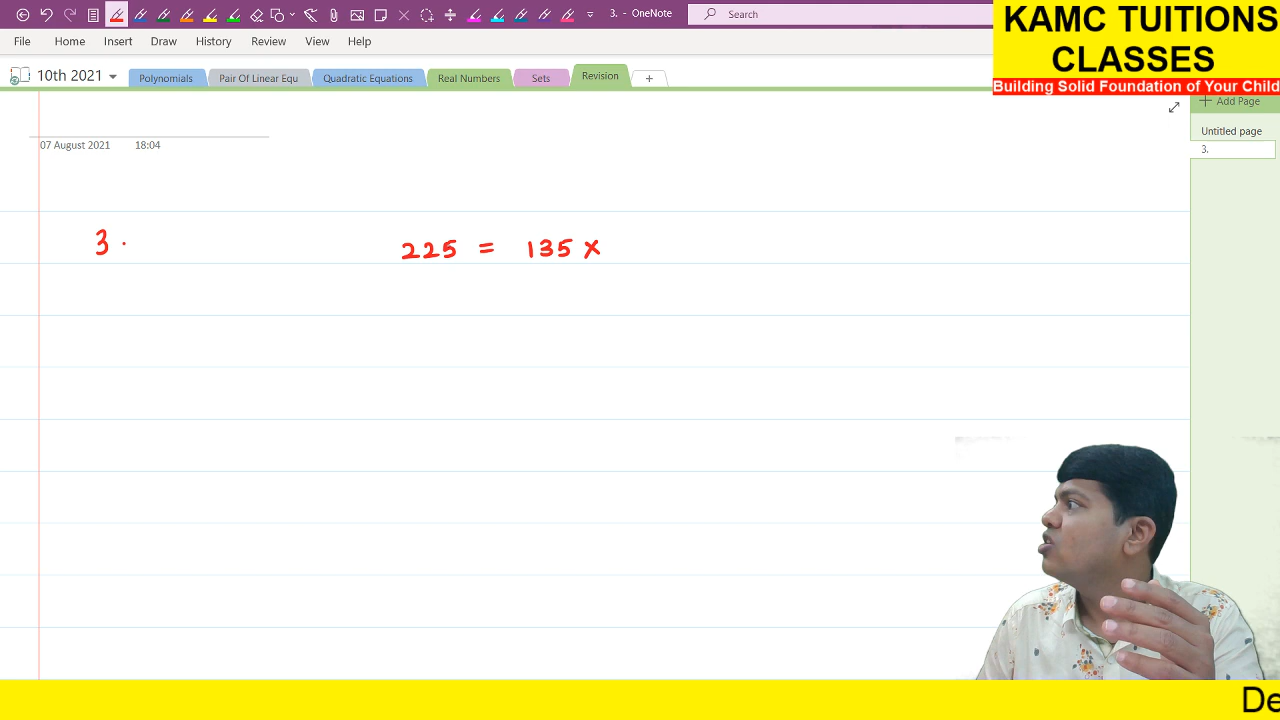 3. - OneNote
Search
KAMC TUITIONS
CLASSES
Building Solid Foundation of Your Child
File Home Insert Draw History Review View Help
10th 2021
Polynomials Pair Of Linear Equ Quadratic Equations Real Numbers Sets Revision +
Add Page
Untitled page
3.
07 August 2021 18:04
3 . 225 = 135 ×
De